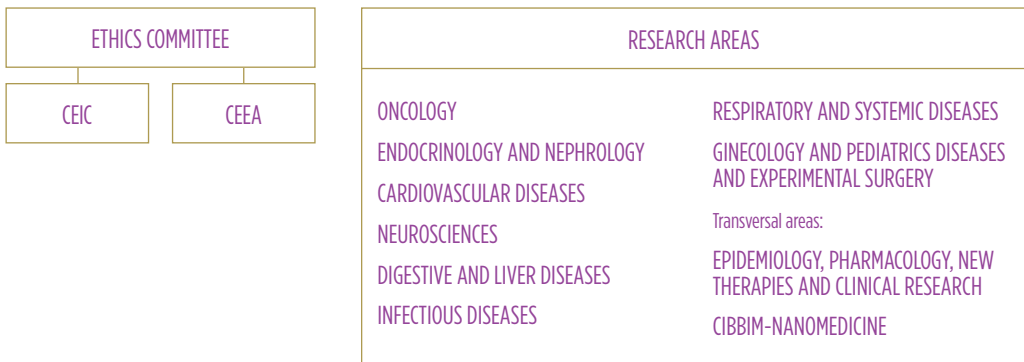 ETHICS COMMITTEE
CEIC
CEEA
RESEARCH AREAS
ONCOLOGY
ENDOCRINOLOGY AND NEPHROLOGY
CARDIOVASCULAR DISEASES
NEUROSCIENCES
DIGESTIVE AND LIVER DISEASES
INFECTIOUS DISEASES
RESPIRATORY AND SYSTEMIC DISEASES
GINECOLOGY AND PEDIATRICS DISEASES
AND EXPERIMENTAL SURGERY
Transversal areas:
EPIDEMIOLOGY, PHARMACOLOGY, NEW
THERAPIES AND CLINICAL RESEARCH
CIBBIM-NANOMEDICINE